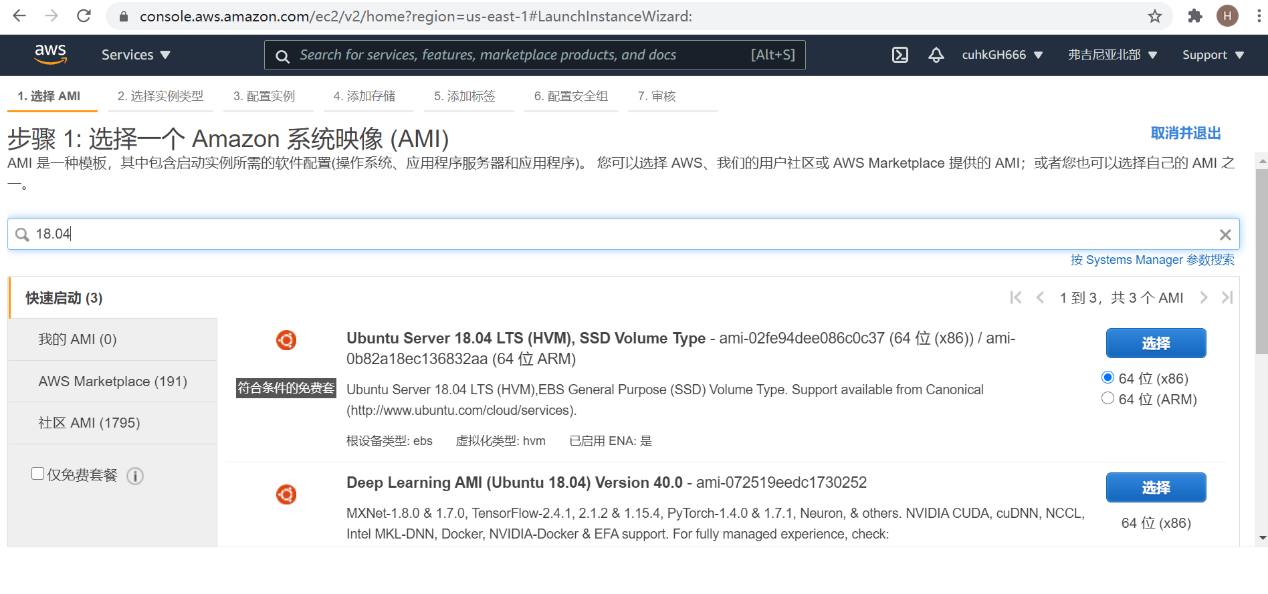 console.aws.amazon.com/ec2/v2/home?region=us-east-1#LaunchInstanceWizard:
H
aws Services Search for services, features, marketplace products, and docs [Alt+S] cuhkGH666 弗吉尼亚北部 Support
1. 选择 AMI 2. 选择实例类型 3. 配置实例 4. 添加存储 5. 添加标签 6. 配置安全组 7. 审核
步骤 1: 选择一个 Amazon 系统映像 (AMI)
取消并退出
AMI 是一种模板，其中包含启动实例所需的软件配置(操作系统、应用程序服务器和应用程序)。 您可以选择 AWS、我们的用户社区或 AWS Marketplace 提供的 AMI；或者您也可以选择自己的 AMI 之
一。
18.04
按 Systems Manager 参数搜索
快速启动 (3)
1 到 3，共 3 个 AMI
我的 AMI (0)
AWS Marketplace (191)
社区 AMI (1795)
仅免费套餐
Ubuntu Server 18.04 LTS (HVM), SSD Volume Type - ami-02fe94dee086c0c37 (64 位 (x86)) / ami-
0b82a18ec136832aa (64 位 ARM)
符合条件的免费套
Ubuntu Server 18.04 LTS (HVM),EBS General Purpose (SSD) Volume Type. Support available from Canonical
(http://www.ubuntu.com/cloud/services).
根设备类型: ebs 虚拟化类型: hvm 已启用 ENA: 是
选择
64 位 (x86)
64 位 (ARM)
Deep Learning AMI (Ubuntu 18.04) Version 40.0 - ami-072519eedc1730252
MXNet-1.8.0 & 1.7.0, TensorFlow-2.4.1, 2.1.2 & 1.15.4, PyTorch-1.4.0 & 1.7.1, Neuron, & others. NVIDIA CUDA, cuDNN, NCCL,
Intel MKL-DNN, Docker, NVIDIA-Docker & EFA support. For fully managed experience, check:
选择
64 位 (x86)